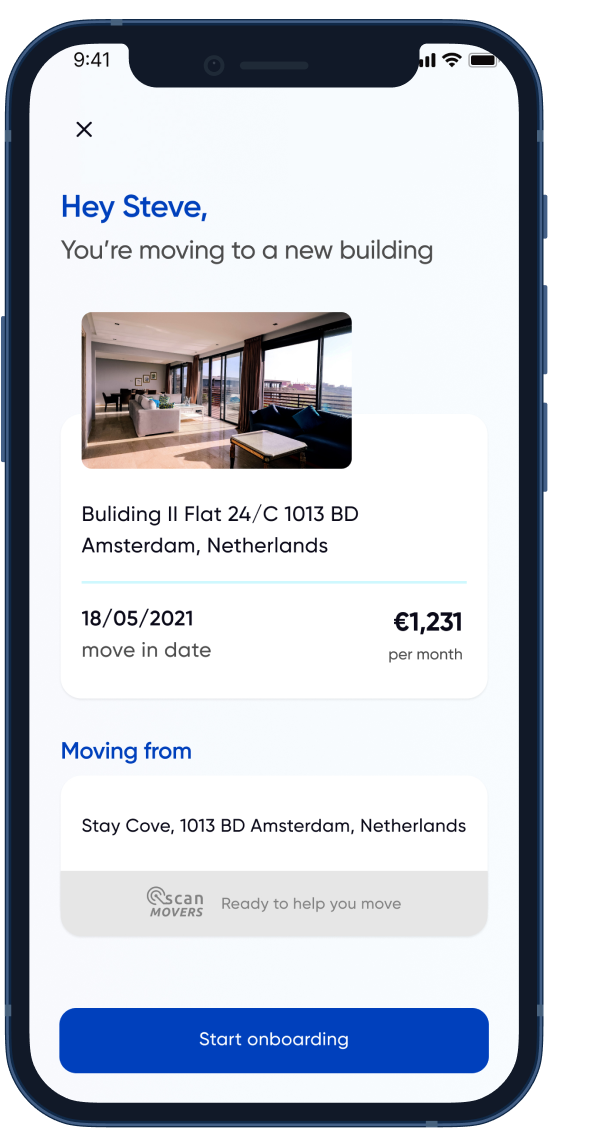 9:41
Hey Steve,
You're moving to a new building
Buliding II Flat 24/C 1013 BD
Amsterdam, Netherlands
18/05/2021
€1,231
move in date
per month
Moving from
Stay Cove, 1013 BD Amsterdam, Netherlands
scan
MOVERS
Ready to help you move
Start onboarding